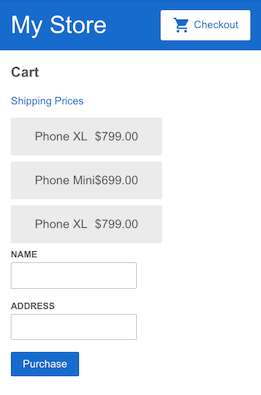 My Store
Checkout
Cart
Shipping Prices
Phone XL $799.00
Phone Mini$699.00
Phone XL $799.00
NAME
ADDRESS
Purchase